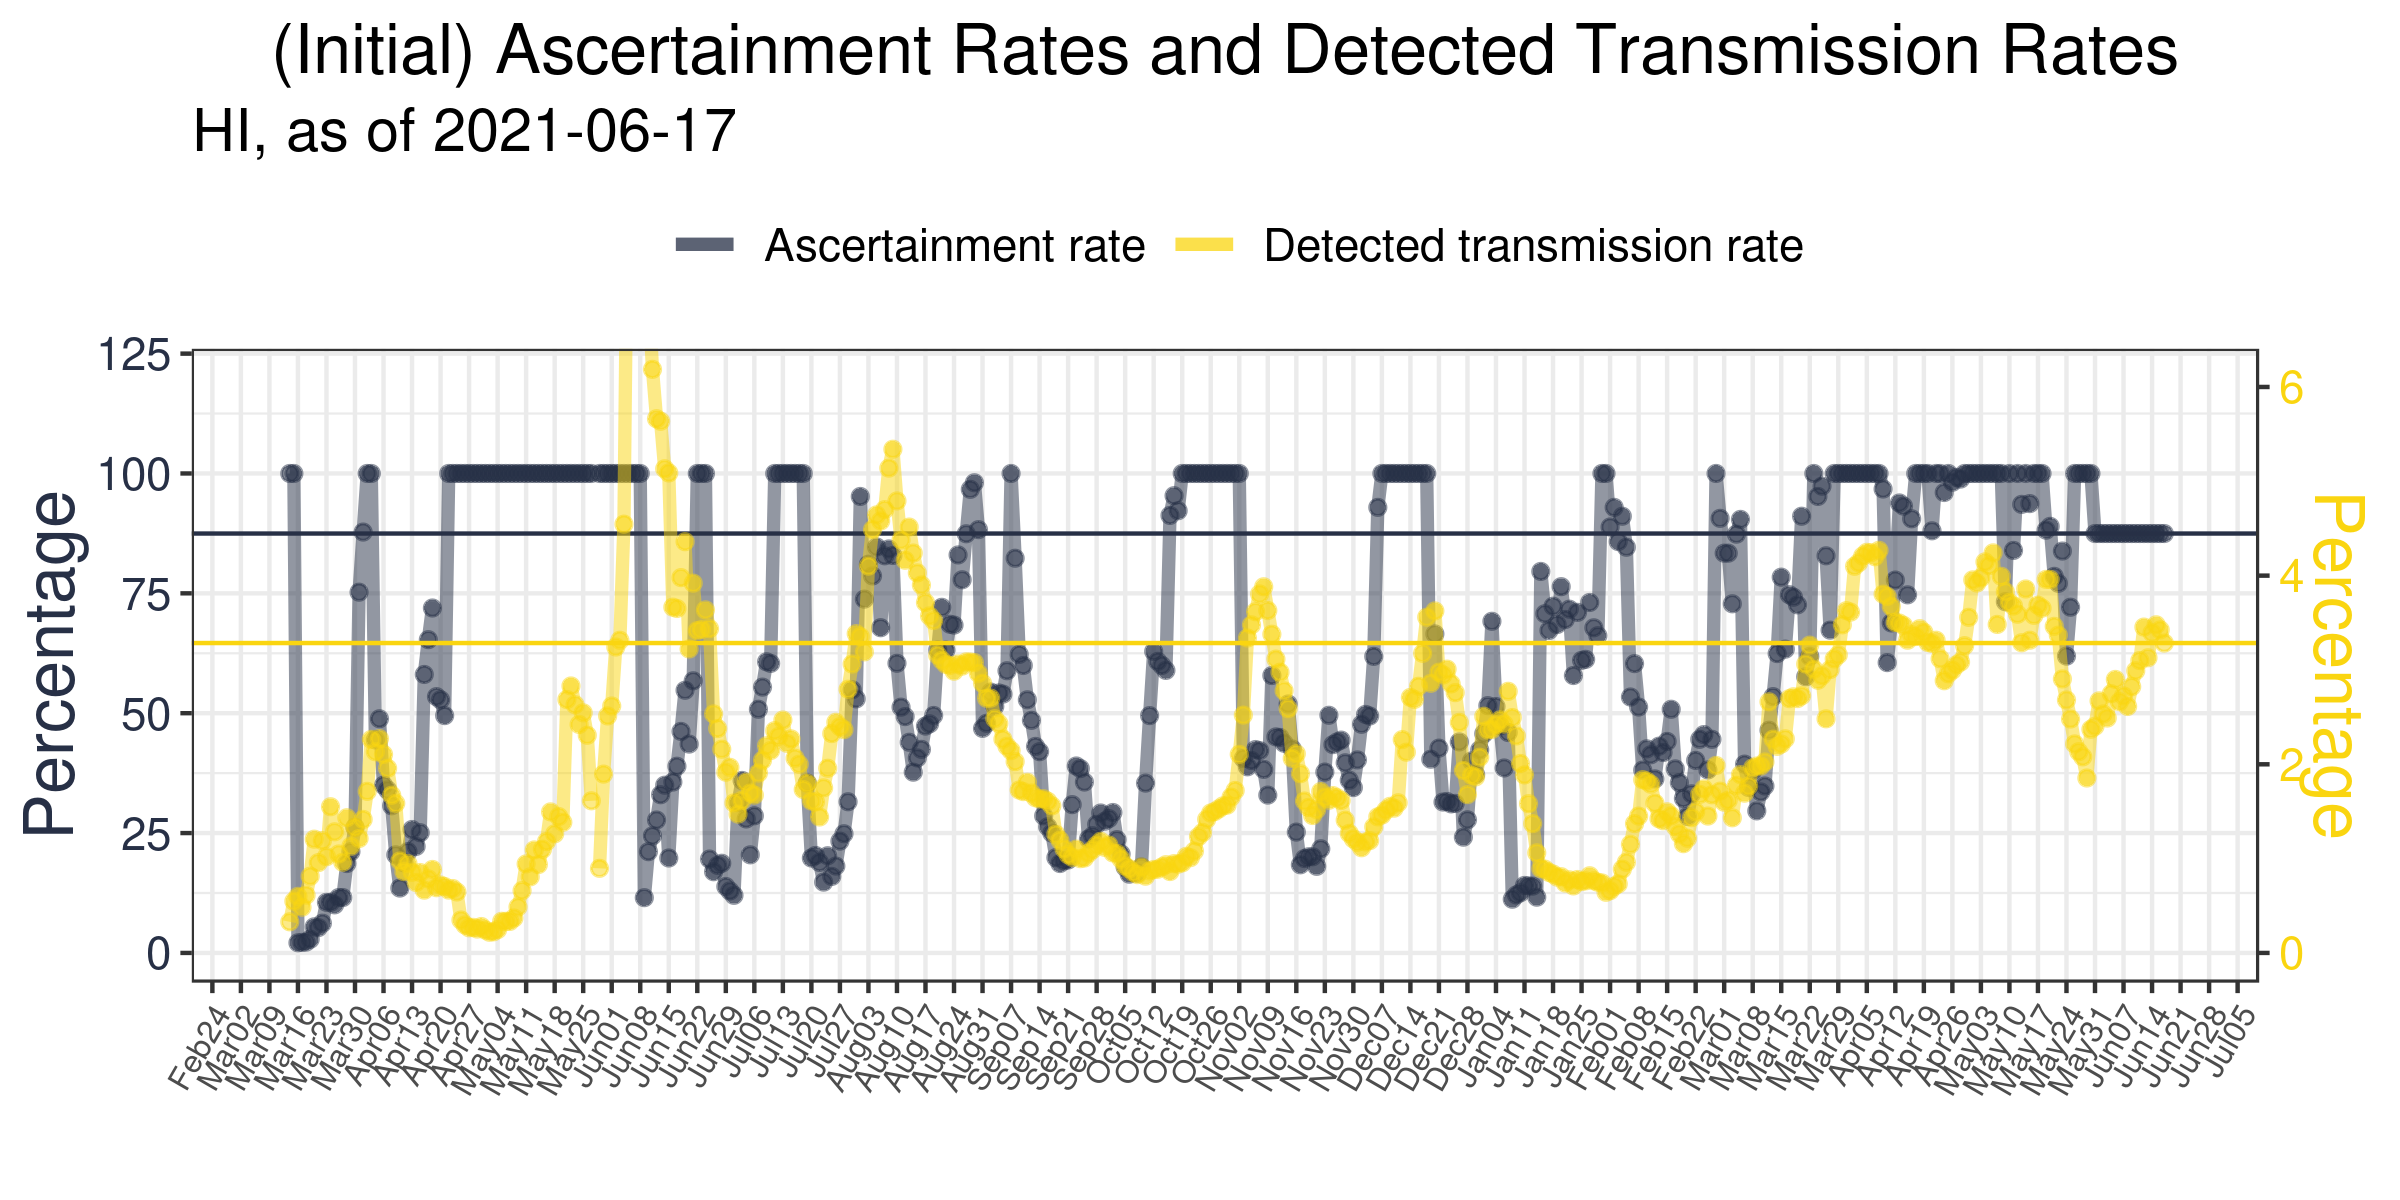 (Initial) Ascertainment Rates and Detected Transmission Rates
HI, as of 2021-06-17
Ascertainment rate
Detected transmission rate
Percentage
125
100
75
50
25
0
6
4
2
0
Percentage
Feb24
Mar02
Mar09
Mar16
Mar23
Mar30
Apr06
Apr13
Apr20
Apr27
May04
May11
May18
May25
Jun01
Jun08
Jun15
Jun22
Jun29
Jul06
Jul13
Jul20
Jul27
Aug03
Aug10
Aug17
Aug24
Aug31
Sep07
Sep14
Sep21
Sep28
Oct05
Oct12
Oct19
Oct26
Nov02
Nov09
Nov16
Nov23
Nov30
Dec07
Dec14
Dec21
Dec28
Jan04
Jan11
Jan18
Jan25
Feb01
Feb08
Feb15
Feb22
Mar01
Mar08
Mar15
Mar22
Mar29
Apr05
Apr12
Apr19
Apr26
May03
May10
May17
May24
May31
Jun07
Jun14
Jun21
Jun28
Jul05